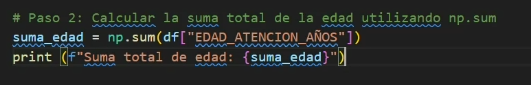 # Paso 2: Calcular la suma total de la edad utilizando np.sum
suma_edad = np.sum(df["EDAD_ATENCION_AÑOS"])
print (f"Suma total de edad: {suma_edad}")